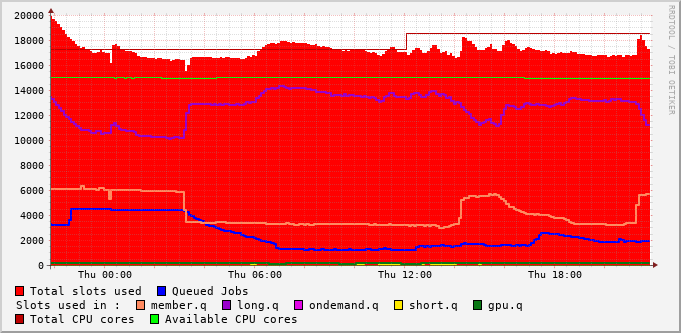 20000
18000
16000
14000
12000
10000
8000
6000
4000
2000
0
Thu 00:00 Thu 06:00 Thu 12:00 Thu 18:00
RRDTOOL / TOBI OETIKER
Total slots used Queued Jobs
Slots used in : member.q long.q ondemand.q short.q gpu.q
Total CPU cores Available CPU cores